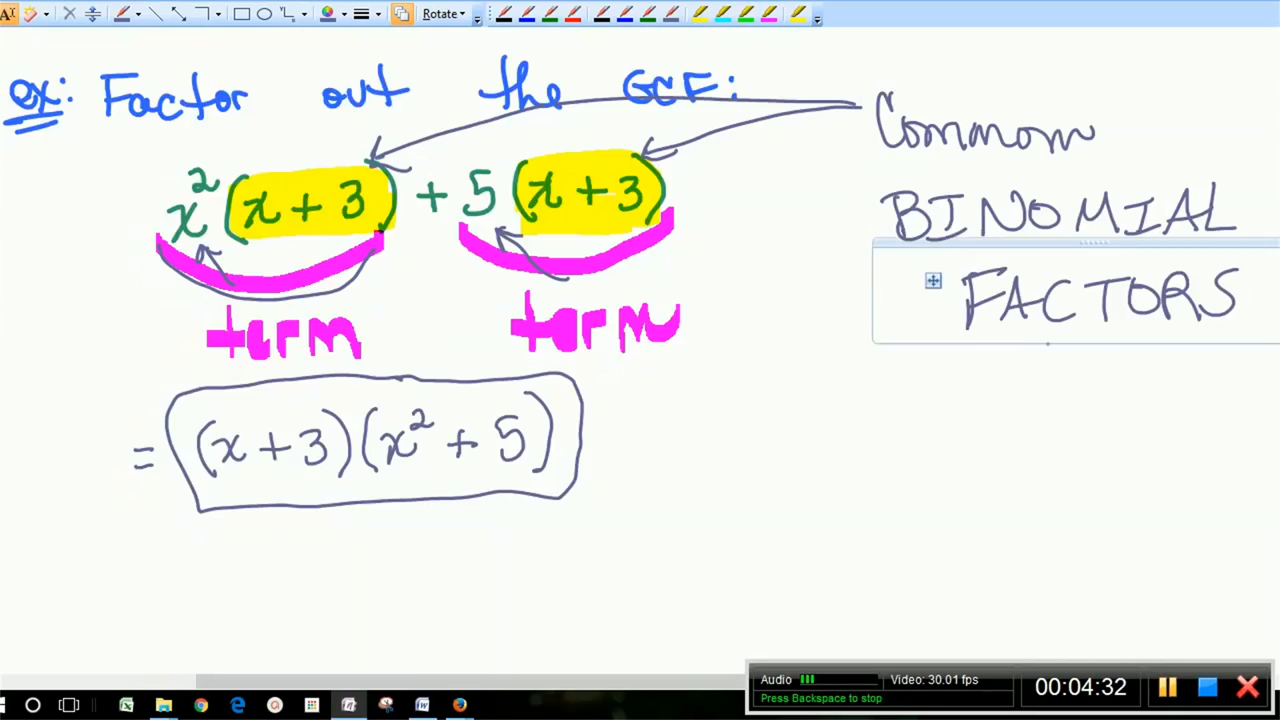 Rotate
ex: Factor out the GCF:
Common
BINOMIAL
FACTORS
x² (x + 3) + 5 (x + 3)
term term
= (x + 3)(x² + 5)
Audio Video: 30.01 fps 00:04:32
Press Backspace to stop